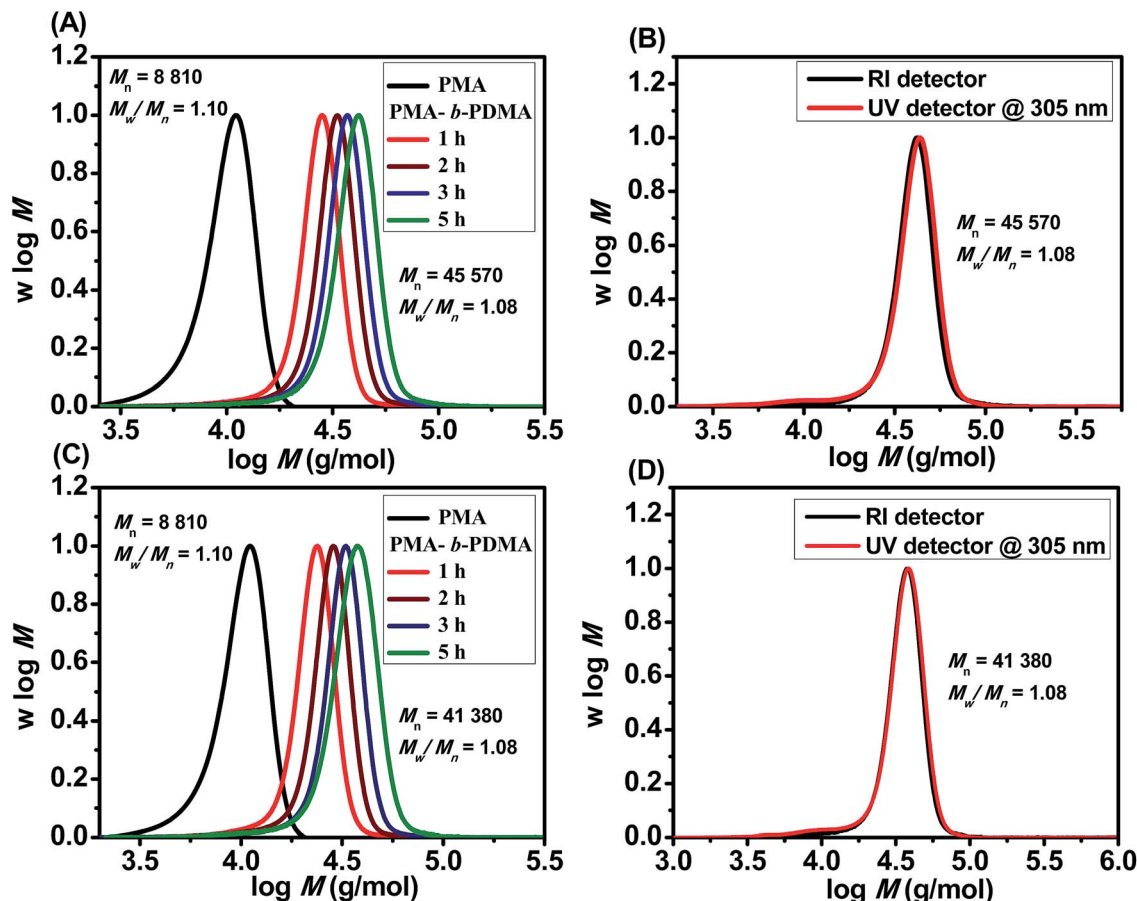 (A)
1.2
1.0
0.8
0.6
0.4
0.2
0.0
w log M
Mn = 8 810
Mw/ Mn = 1.10
PMA
PMA- b-PDMA
1 h
2 h
3 h
5 h
Mn = 45 570
Mw/ Mn = 1.08
3.5 4.0 4.5 5.0 5.5
log M (g/mol)
(B)
1.2
1.0
0.8
0.6
0.4
0.2
0.0
w log M
RI detector
UV detector @ 305 nm
Mn = 45 570
Mw/ Mn = 1.08
3.5 4.0 4.5 5.0 5.5
log M (g/mol)
(C)
1.2
1.0
0.8
0.6
0.4
0.2
0.0
w log M
Mn = 8 810
Mw/ Mn = 1.10
PMA
PMA- b-PDMA
1 h
2 h
3 h
5 h
Mn = 41 380
Mw/ Mn = 1.08
3.5 4.0 4.5 5.0 5.5
log M (g/mol)
(D)
1.2
1.0
0.8
0.6
0.4
0.2
0.0
w log M
RI detector
UV detector @ 305 nm
Mn = 41 380
Mw/ Mn = 1.08
3.0 3.5 4.0 4.5 5.0 5.5 6.0
log M (g/mol)